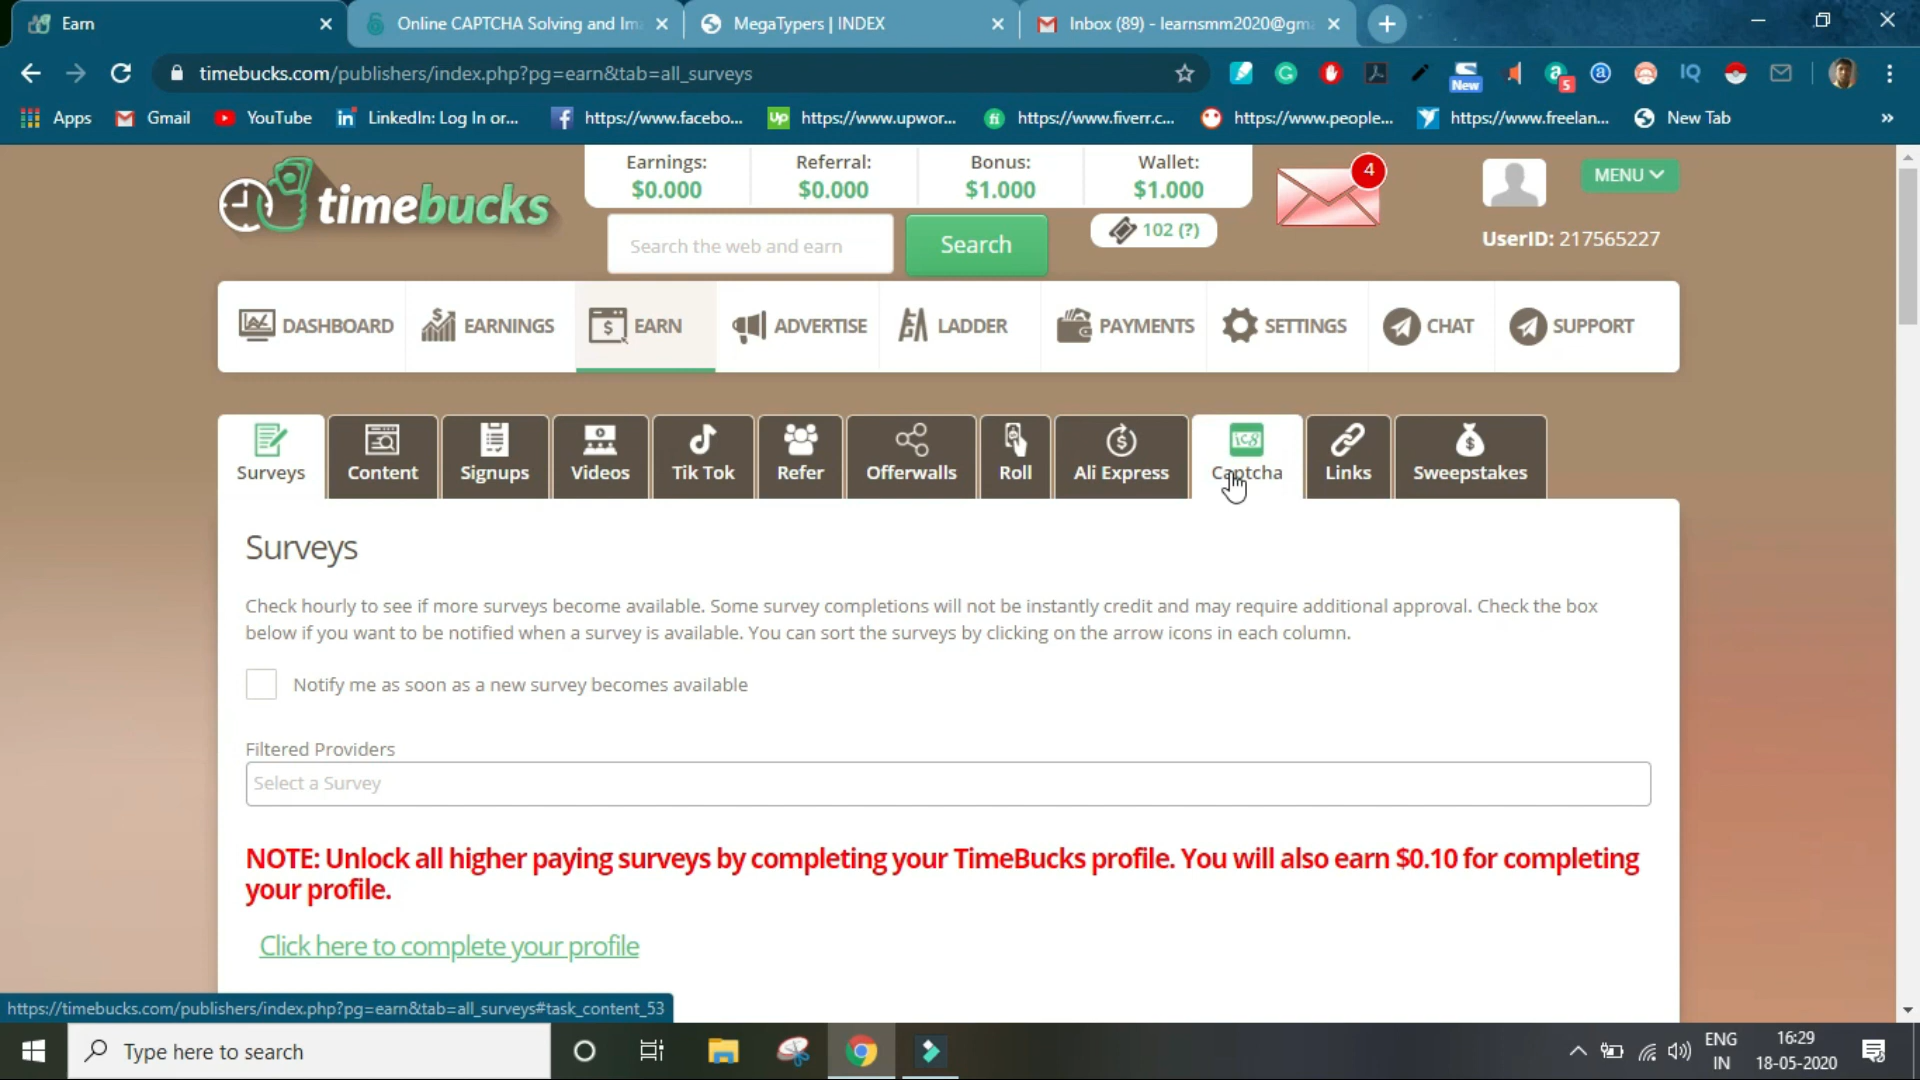 Earn
Online CAPTCHA Solving and Im
MegaTypers | INDEX
Inbox (89) - learnsmm2020@gm
timebucks.com/publishers/index.php?pg=earn&tab=all_surveys
New
5
IQ
Apps
Gmail
YouTube
LinkedIn: Log In or...
https://www.facebo...
Up
https://www.upwor...
fi
https://www.fiverr.c...
https://www.people...
https://www.freelan...
New Tab
»
timebucks
Earnings:
$0.000
Referral:
$0.000
Bonus:
$1.000
Wallet:
$1.000
4
MENU
Search the web and earn
Search
102 (?)
UserID: 217565227
DASHBOARD
EARNINGS
EARN
ADVERTISE
LADDER
PAYMENTS
SETTINGS
CHAT
SUPPORT
Surveys
Content
Signups
Videos
Tik Tok
Refer
Offerwalls
Roll
Ali Express
Captcha
Links
Sweepstakes
Surveys
Check hourly to see if more surveys become available. Some survey completions will not be instantly credit and may require additional approval. Check the box
below if you want to be notified when a survey is available. You can sort the surveys by clicking on the arrow icons in each column.
Notify me as soon as a new survey becomes available
Filtered Providers
Select a Survey
NOTE: Unlock all higher paying surveys by completing your TimeBucks profile. You will also earn $0.10 for completing
your profile.
Click here to complete your profile
https://timebucks.com/publishers/index.php?pg=earn&tab=all_surveys#task_content_53
Type here to search
ENG
IN
16:29
18-05-2020